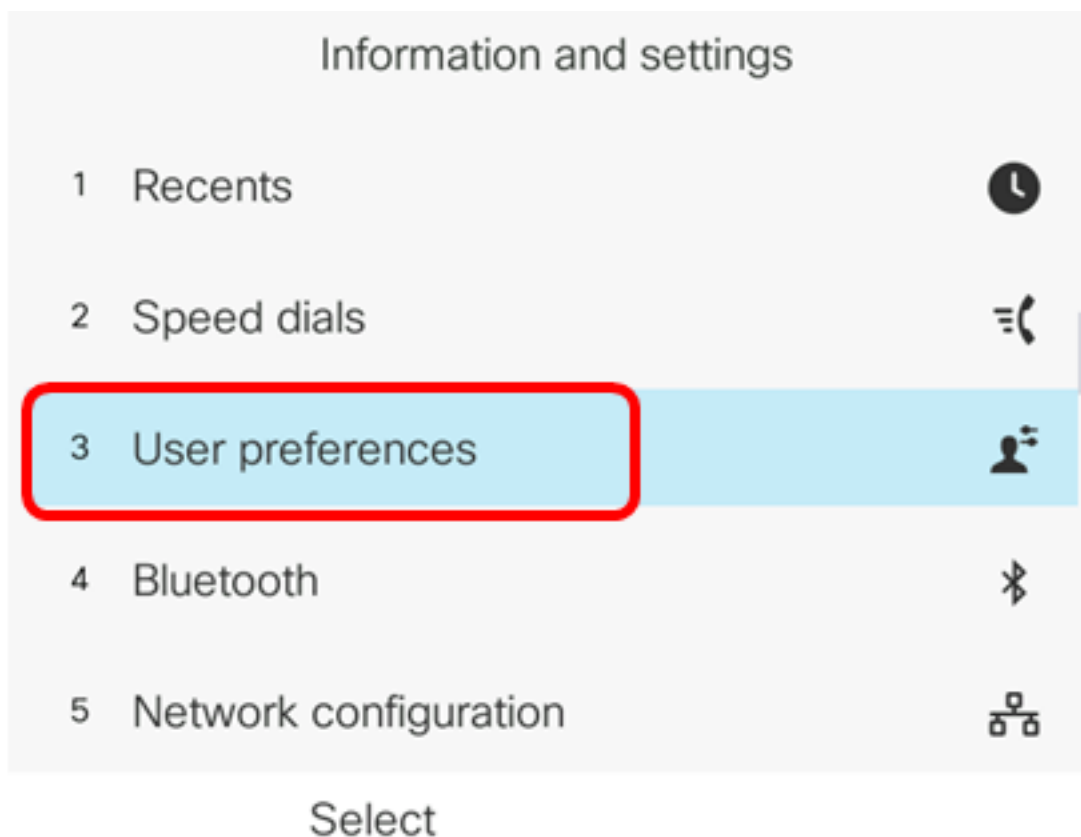 Information and settings
1 Recents
2 Speed dials
3 User preferences
4 Bluetooth
5 Network configuration
Select